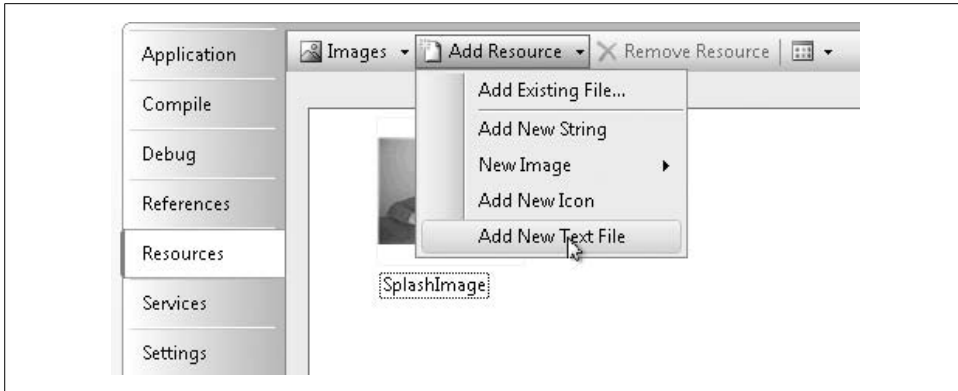 Application
Compile
Debug
References
Resources
Services
Settings
Images
Add Resource
Remove Resource
Add Existing File...
Add New String
New Image
Add New Icon
Add New Text File
SplashImage